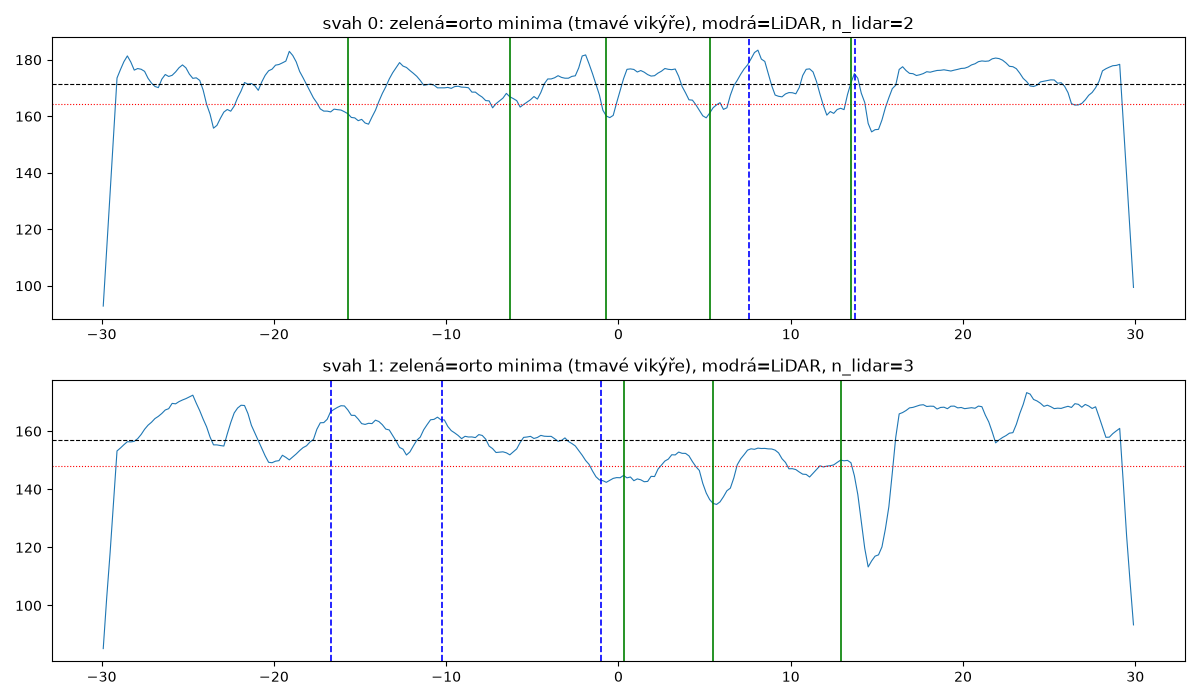 svah 0: zelená=orto minima (tmavé vikýře), modrá=LiDAR, n_lidar=2
180
160
140
120
100
−30 −20 −10 0 10 20 30
svah 1: zelená=orto minima (tmavé vikýře), modrá=LiDAR, n_lidar=3
160
140
120
100
−30 −20 −10 0 10 20 30